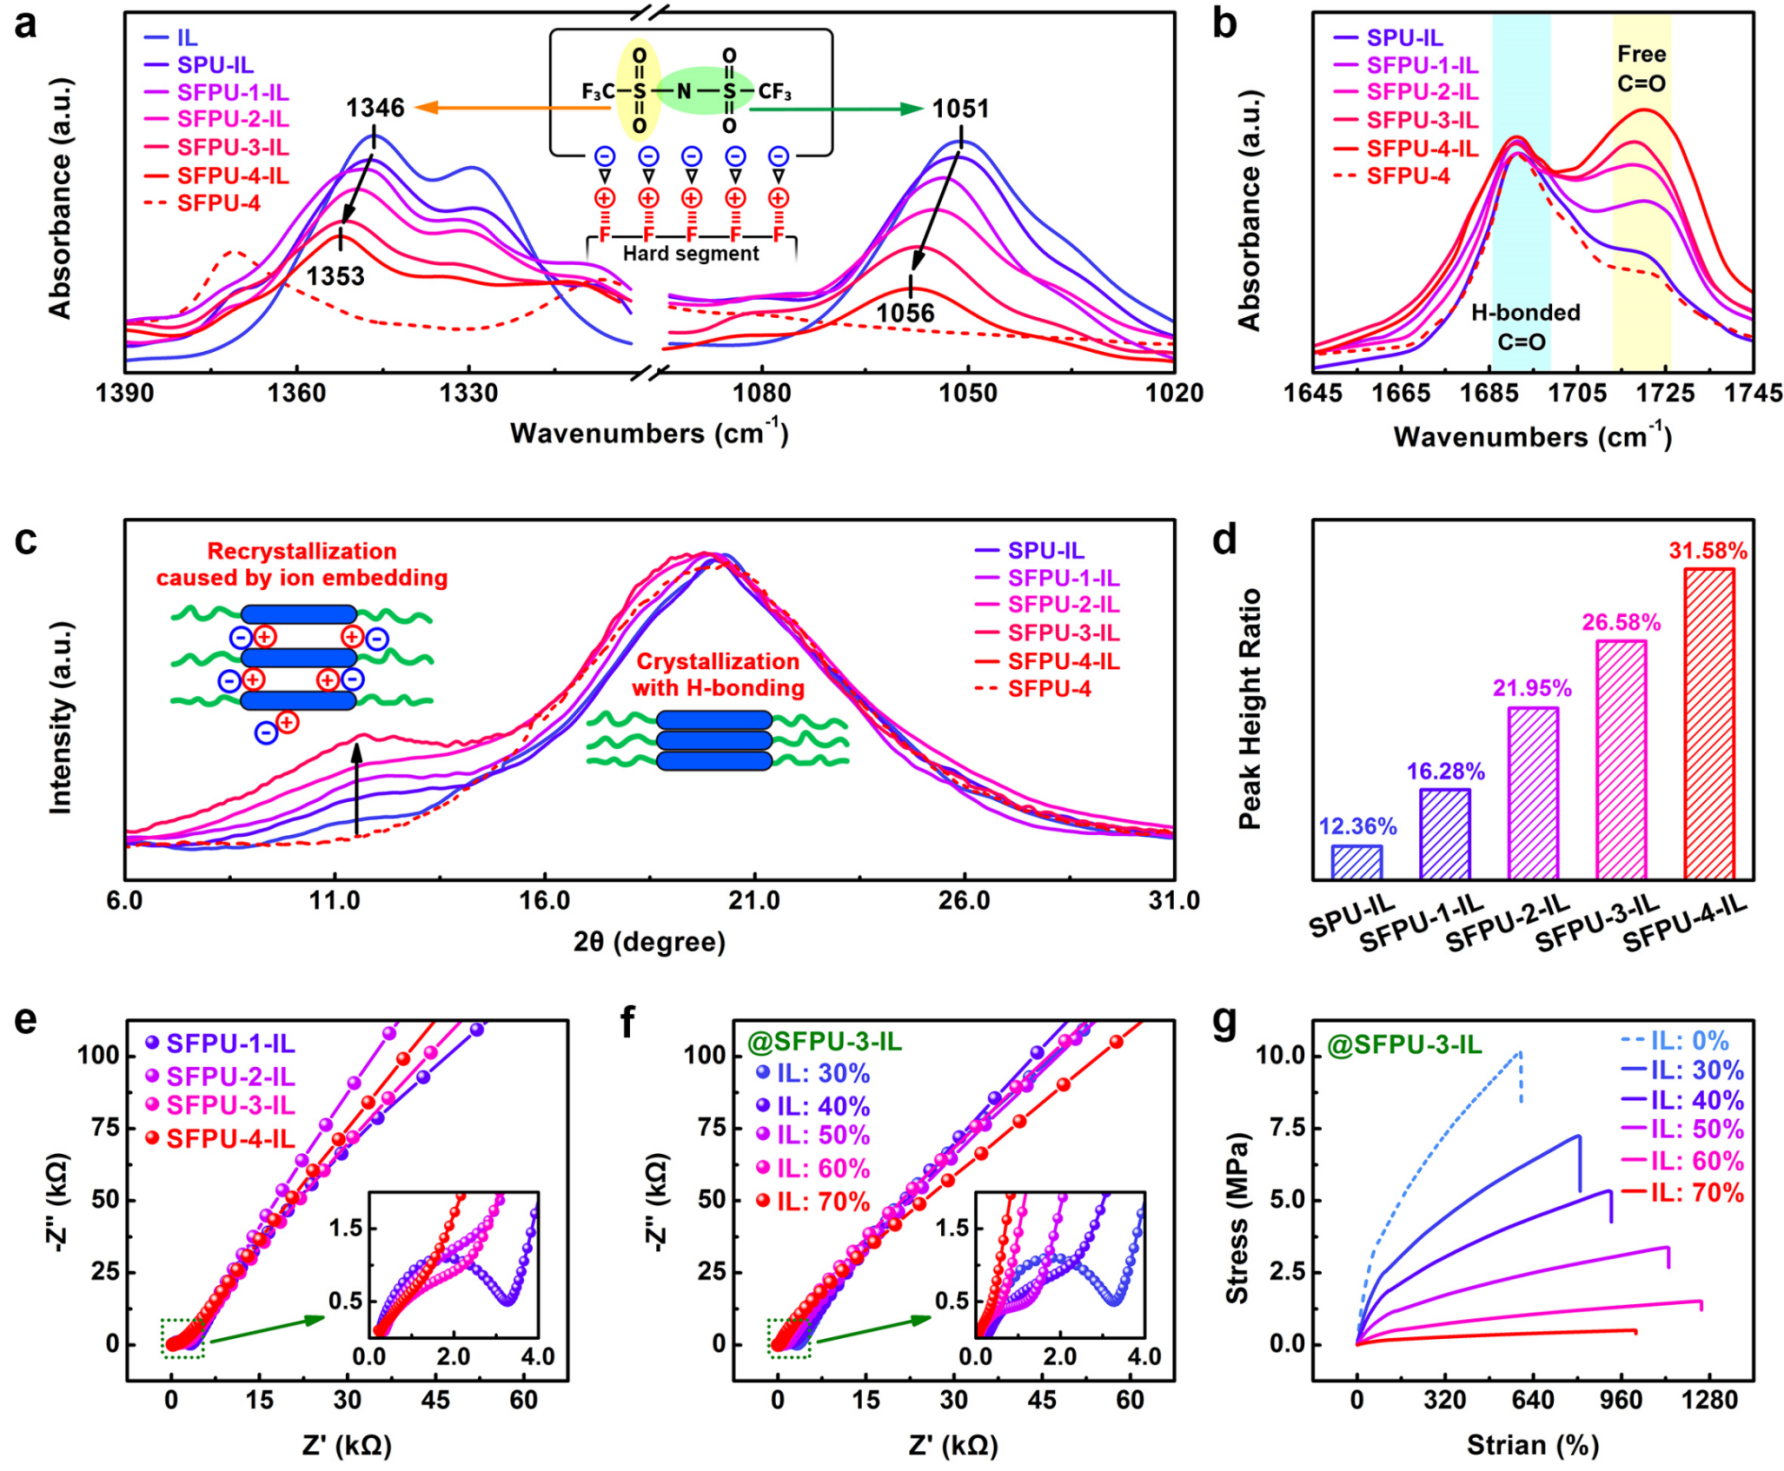 a
IL
SPU-IL
SFPU-1-IL
SFPU-2-IL
SFPU-3-IL
SFPU-4-IL
SFPU-4
1346
1353
1051
1056
O O
F₃C S N S CF₃
O O
− − − − −
+ + + + +
F F F F F
Hard segment
Absorbance (a.u.)
1390 1360 1330 1080 1050 1020
Wavenumbers (cm⁻¹)
b
SPU-IL
SFPU-1-IL
SFPU-2-IL
SFPU-3-IL
SFPU-4-IL
SFPU-4
Free
C=O
H-bonded
C=O
Absorbance (a.u.)
1645 1665 1685 1705 1725 1745
Wavenumbers (cm⁻¹)
c
Recrystallization
caused by ion embedding
− + + −
− + + −
− +
Crystallization
with H-bonding
SPU-IL
SFPU-1-IL
SFPU-2-IL
SFPU-3-IL
SFPU-4-IL
SFPU-4
Intensity (a.u.)
6.0 11.0 16.0 21.0 26.0 31.0
2θ (degree)
d
12.36%
16.28%
21.95%
26.58%
31.58%
Peak Height Ratio
SPU-IL
SFPU-1-IL
SFPU-2-IL
SFPU-3-IL
SFPU-4-IL
e
SFPU-1-IL
SFPU-2-IL
SFPU-3-IL
SFPU-4-IL
-Z'' (kΩ)
100
75
50
25
0
1.5
0.5
0.0 2.0 4.0
0 15 30 45 60
Z' (kΩ)
f
@SFPU-3-IL
IL: 30%
IL: 40%
IL: 50%
IL: 60%
IL: 70%
-Z'' (kΩ)
100
75
50
25
0
1.5
0.5
0.0 2.0 4.0
0 15 30 45 60
Z' (kΩ)
g
@SFPU-3-IL
IL: 0%
IL: 30%
IL: 40%
IL: 50%
IL: 60%
IL: 70%
Stress (MPa)
10.0
7.5
5.0
2.5
0.0
0 320 640 960 1280
Strian (%)